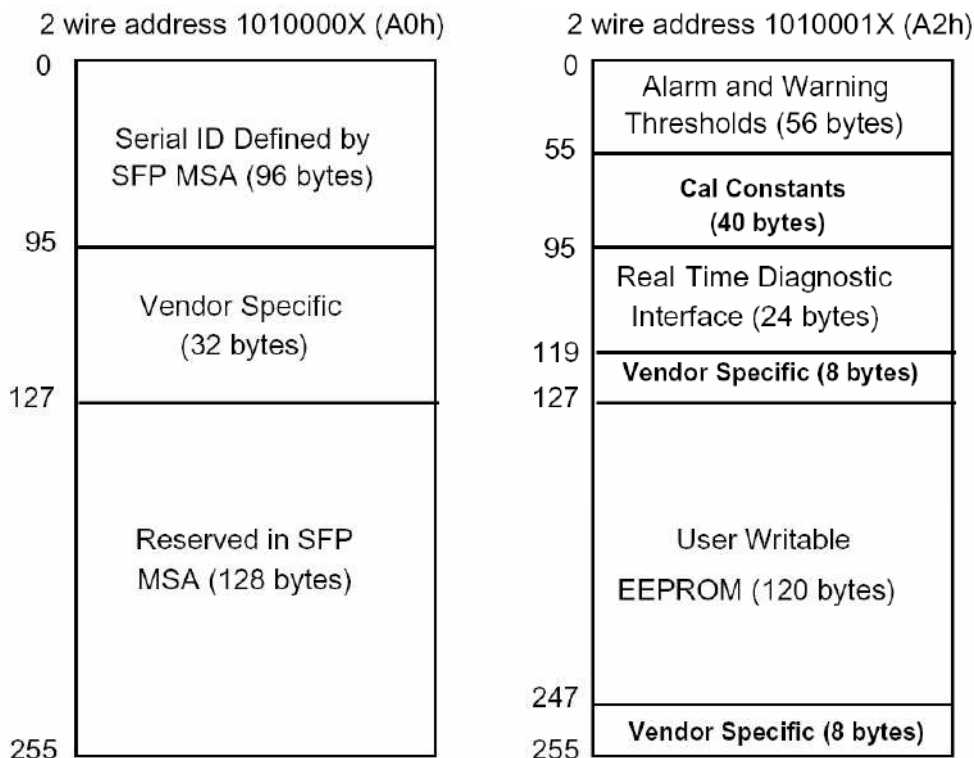 2 wire address 1010000X (A0h)
0
Serial ID Defined by
SFP MSA (96 bytes)
95
Vendor Specific
(32 bytes)
127
Reserved in SFP
MSA (128 bytes)
255
2 wire address 1010001X (A2h)
0
Alarm and Warning
Thresholds (56 bytes)
55
Cal Constants
(40 bytes)
95
Real Time Diagnostic
Interface (24 bytes)
119
Vendor Specific (8 bytes)
127
User Writable
EEPROM (120 bytes)
247
Vendor Specific (8 bytes)
255